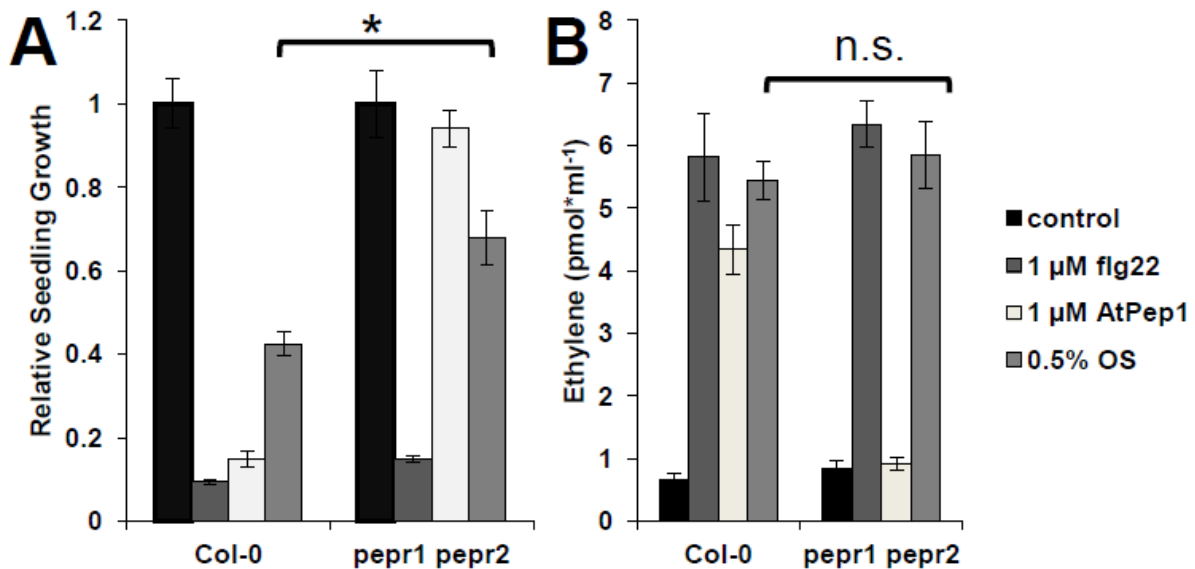 A
Relative Seedling Growth
1.2
1
0.8
0.6
0.4
0.2
0
*
Col-0
pepr1 pepr2
B
Ethylene (pmol*ml⁻¹)
8
7
6
5
4
3
2
1
0
n.s.
Col-0
pepr1 pepr2
control
1 µM flg22
1 µM AtPep1
0.5% OS